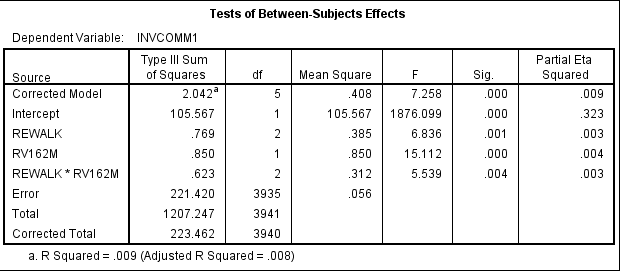 Tests of Between-Subjects Effects
Dependent Variable: INVCOMM1
Source Type III Sum of Squares df Mean Square F Sig. Partial Eta Squared
Corrected Model 2.042a 5 .408 7.258 .000 .009
Intercept 105.567 1 105.567 1876.099 .000 .323
REWALK .769 2 .385 6.836 .001 .003
RV162M .850 1 .850 15.112 .000 .004
REWALK * RV162M .623 2 .312 5.539 .004 .003
Error 221.420 3935 .056
Total 1207.247 3941
Corrected Total 223.462 3940
a. R Squared = .009 (Adjusted R Squared = .008)